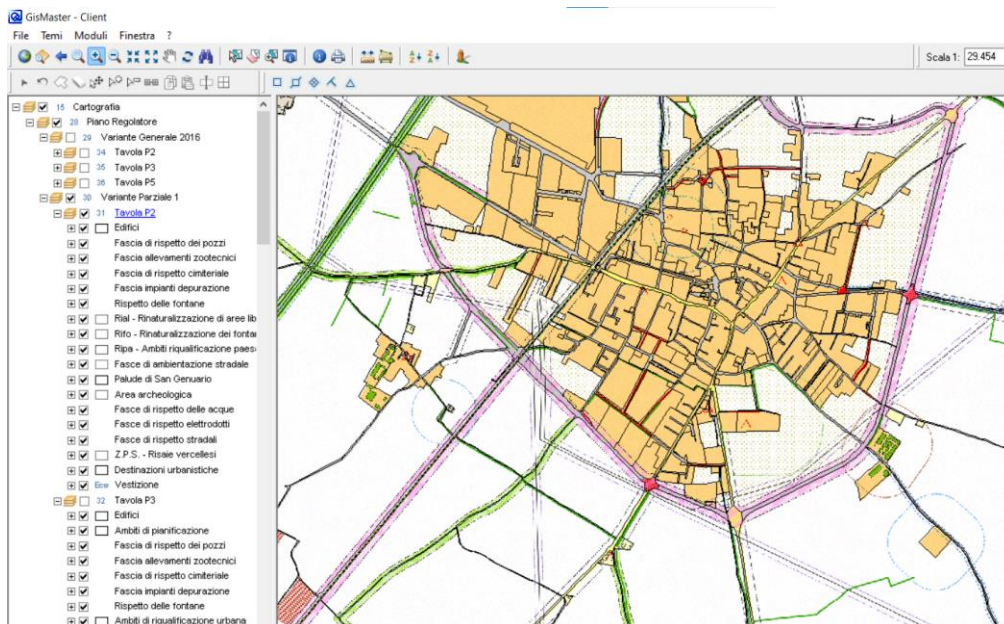 GisMaster - Client
File Temi Moduli Finestra ?
Scala 1: 29.454
15 Cartografia
28 Piano Regolatore
29 Variante Generale 2016
34 Tavola P2
35 Tavola P3
36 Tavola P5
30 Variante Parziale 1
31 Tavola P2
Edifici
Fascia di rispetto dei pozzi
Fascia allevamenti zootecnici
Fascia di rispetto cimiteriale
Fascia impianti depurazione
Rispetto delle fontane
Rial - Rinaturalizzazione di aree lib
Rifo - Rinaturalizzazione dei fontar
Ripa - Ambiti riqualificazione paes
Fasce di ambientazione stradale
Palude di San Genuario
Area archeologica
Fasce di rispetto delle acque
Fasce di rispetto elettrodotti
Fasce di rispetto stradali
Z.P.S. - Risaie vercellesi
Destinazioni urbanistiche
Vestizione
32 Tavola P3
Edifici
Ambiti di pianificazione
Fascia di rispetto dei pozzi
Fascia allevamenti zootecnici
Fascia di rispetto cimiteriale
Fascia impianti depurazione
Rispetto delle fontane
Ambiti di riqualificazione urbana